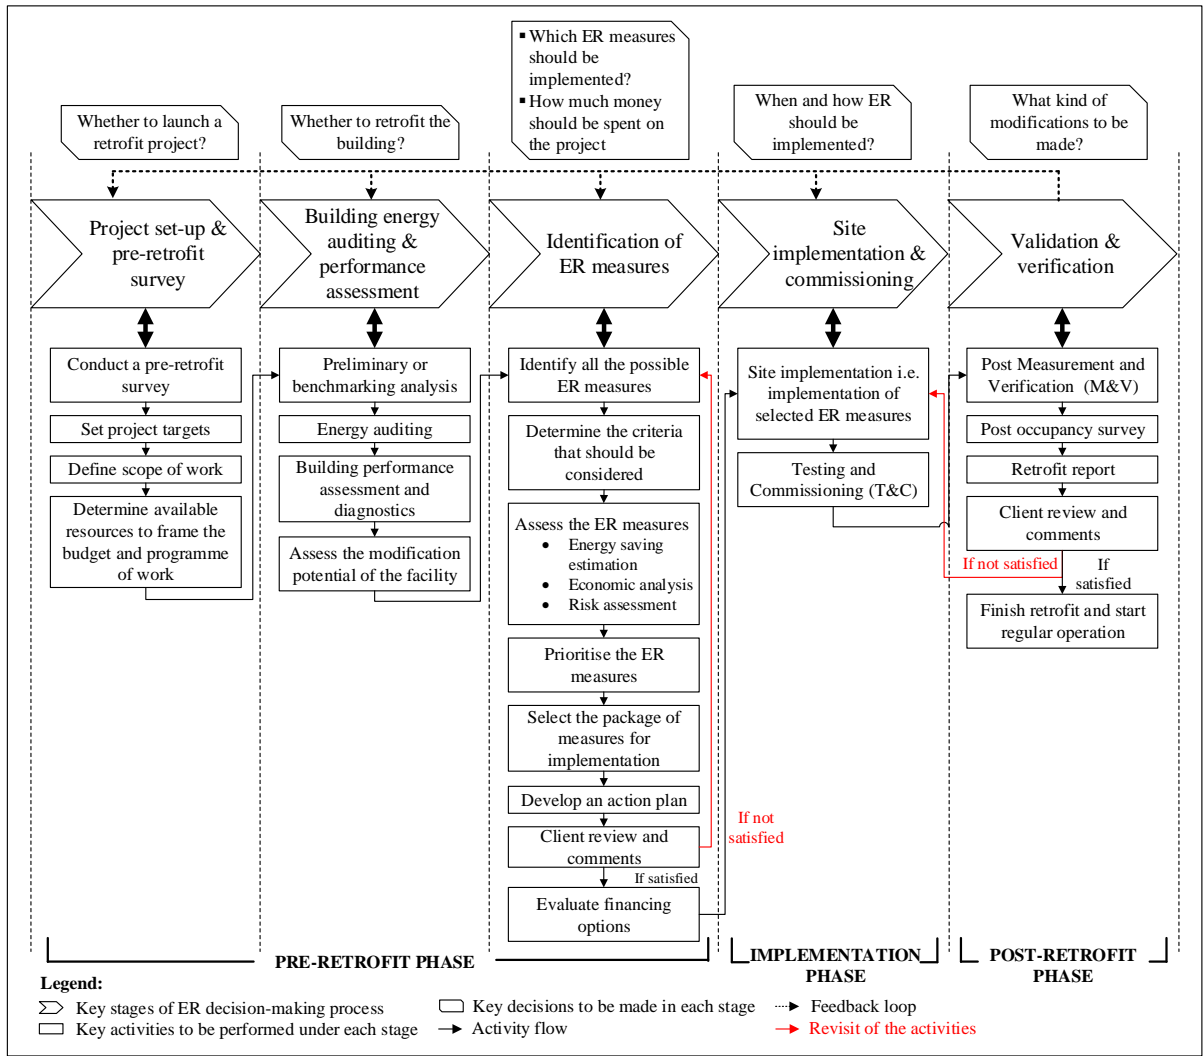 ▪ Which ER measures
should be
implemented?
▪ How much money
should be spent on
the project
Whether to launch a
retrofit project?
Whether to retrofit the
building?
When and how ER
should be
implemented?
What kind of
modifications to be
made?
Project set-up &
pre-retrofit
survey
Building energy
auditing &
performance
assessment
Identification of
ER measures
Site
implementation &
commissioning
Validation &
verification
Conduct a pre-retrofit
survey
Set project targets
Define scope of work
Determine available
resources to frame the
budget and programme
of work
Preliminary or
benchmarking analysis
Energy auditing
Building performance
assessment and
diagnostics
Assess the modification
potential of the facility
Identify all the possible
ER measures
Determine the criteria
that should be
considered
Assess the ER measures
• Energy saving
estimation
• Economic analysis
• Risk assessment
Prioritise the ER
measures
Select the package of
measures for
implementation
Develop an action plan
Client review and
comments
If not
satisfied
If satisfied
Evaluate financing
options
Site implementation i.e.
implementation of
selected ER measures
Testing and
Commissioning (T&C)
Post Measurement and
Verification (M&V)
Post occupancy survey
Retrofit report
Client review and
comments
If not satisfied
If
satisfied
Finish retrofit and start
regular operation
PRE-RETROFIT PHASE
IMPLEMENTATION
PHASE
POST-RETROFIT
PHASE
Legend:
Key stages of ER decision-making process
Key decisions to be made in each stage
Feedback loop
Key activities to be performed under each stage
Activity flow
Revisit of the activities